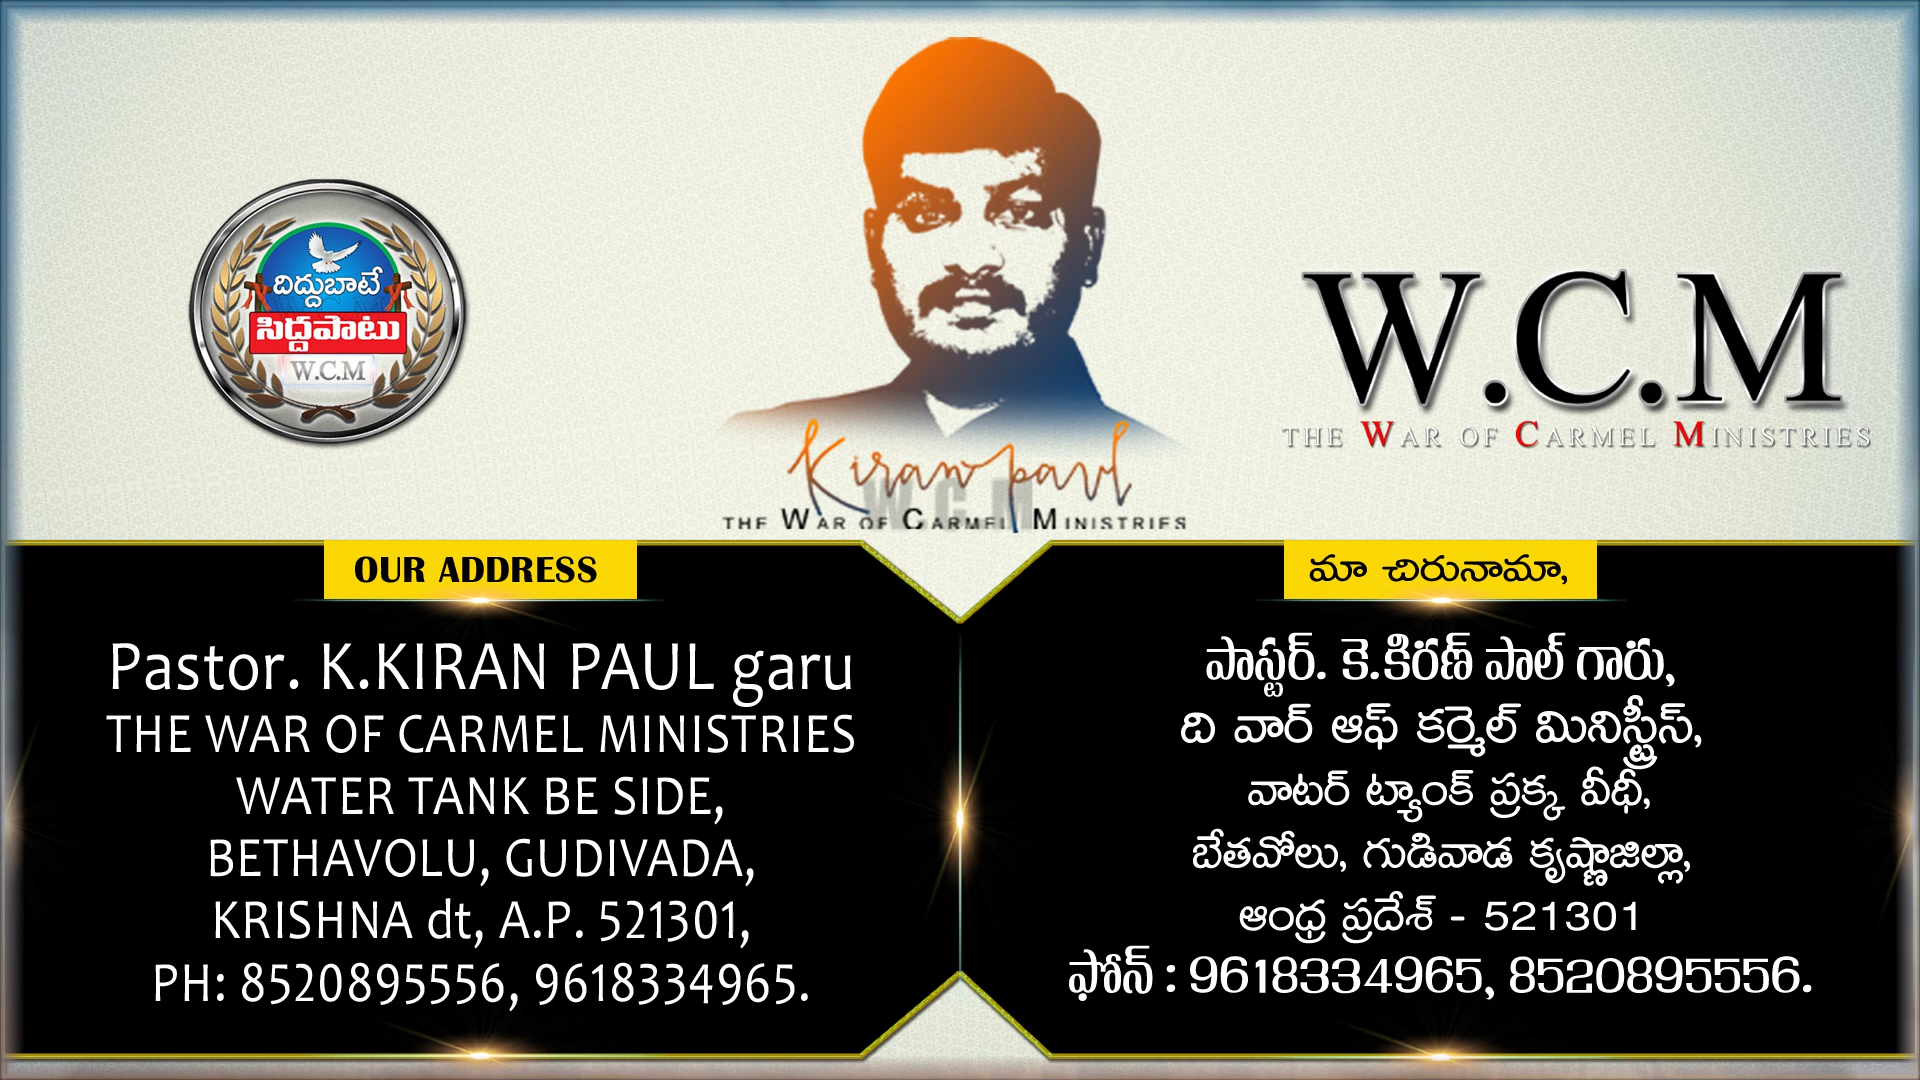 దిద్దుబాటే
సిద్దపాటు
W.C.M
Kiran paul
W.C.M
THE WAR OF CARMEL MINISTRIES
W.C.M
THE WAR OF CARMEL MINISTRIES
OUR ADDRESS
Pastor. K.KIRAN PAUL garu
THE WAR OF CARMEL MINISTRIES
WATER TANK BE SIDE,
BETHAVOLU, GUDIVADA,
KRISHNA dt, A.P. 521301,
PH: 8520895556, 9618334965.
మా చిరునామా,
పాస్టర్. కె.కిరణ్ పాల్ గారు,
ది వార్ ఆఫ్ కర్మెల్ మినిస్ట్రీస్,
వాటర్ ట్యాంక్ ప్రక్క వీధీ,
బేతవోలు, గుడివాడ కృష్ణాజిల్లా,
ఆంధ్ర ప్రదేశ్ - 521301
ఫోన్ : 9618334965, 8520895556.